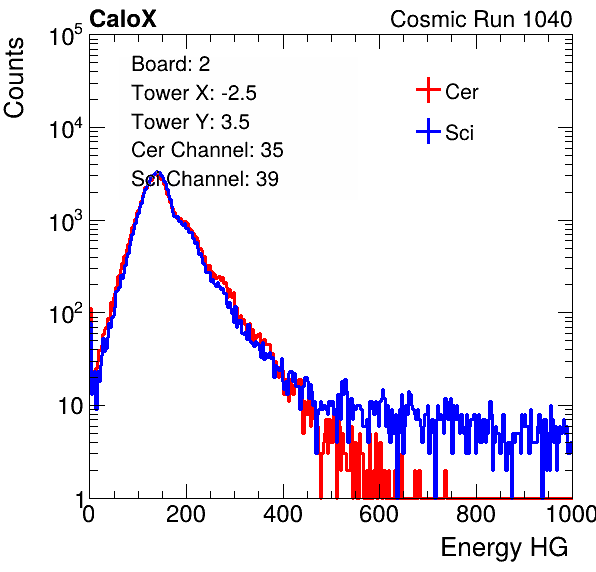 CaloX Cosmic Run 1040
Counts
10^5
10^4
10^3
10^2
10
1
Board: 2
Tower X: -2.5
Tower Y: 3.5
Cer Channel: 35
Sci Channel: 39
Cer
Sci
0 200 400 600 800 1000
Energy HG